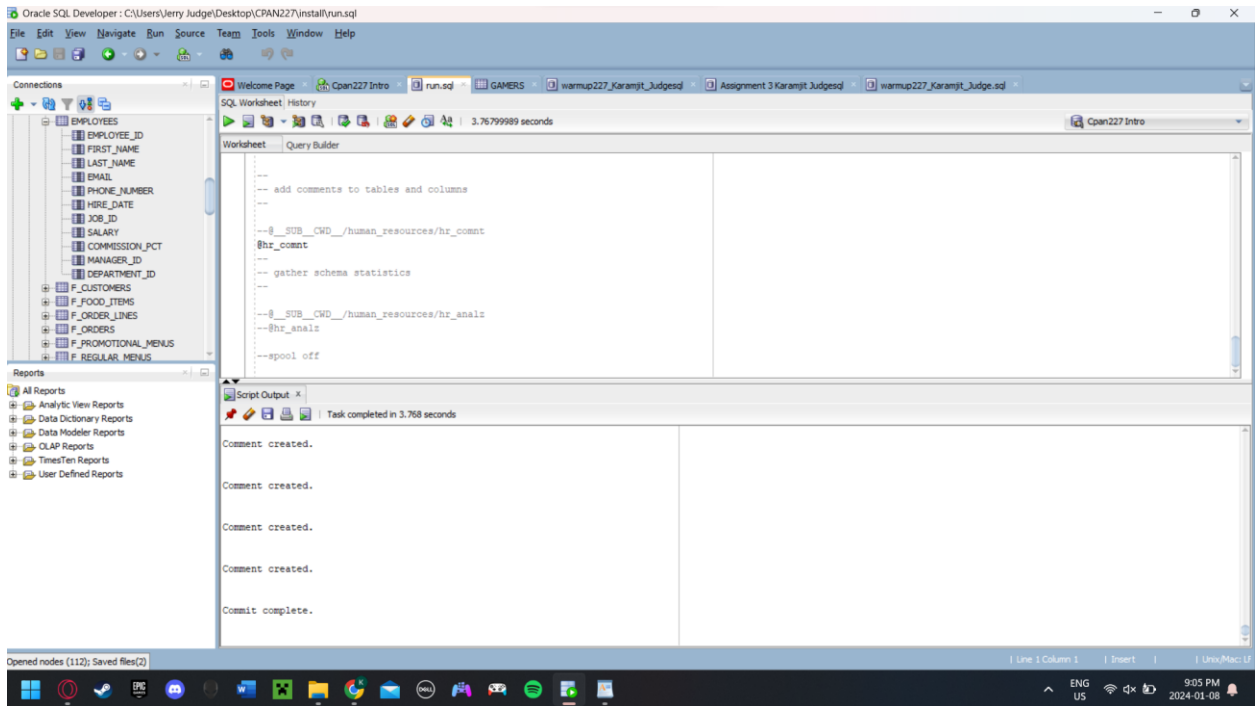 Oracle SQL Developer : C:\Users\Jerry Judge\Desktop\CPAN227\install\run.sql
File Edit View Navigate Run Source Team Tools Window Help
Connections
EMPLOYEES
EMPLOYEE_ID
FIRST_NAME
LAST_NAME
EMAIL
PHONE_NUMBER
HIRE_DATE
JOB_ID
SALARY
COMMISSION_PCT
MANAGER_ID
DEPARTMENT_ID
F_CUSTOMERS
F_FOOD_ITEMS
F_ORDER_LINES
F_ORDERS
F_PROMOTIONAL_MENUS
F_REGULAR_MENUS
Reports
All Reports
Analytic View Reports
Data Dictionary Reports
Data Modeler Reports
OLAP Reports
TimesTen Reports
User Defined Reports
Welcome Page Cpan227 Intro run.sql GAMERS warmup227_Karamjit_Judgesql Assignment 3 Karamjit Judgesql warmup227_Karamjit_Judge.sql
SQL Worksheet History
3.76799989 seconds
Cpan227 Intro
Worksheet Query Builder
--
-- add comments to tables and columns
--
--@__SUB__CWD__/human_resources/hr_comnt
@hr_comnt
--
-- gather schema statistics
--
--@__SUB__CWD__/human_resources/hr_analz
--@hr_analz
--spool off
Script Output
Task completed in 3.768 seconds
Comment created.
Comment created.
Comment created.
Comment created.
Commit complete.
Opened nodes (112); Saved files(2)
Line 1 Column 1 | Insert | Unix/Mac: LF
EPIC
DELL
ENG
US
9:05 PM
2024-01-08